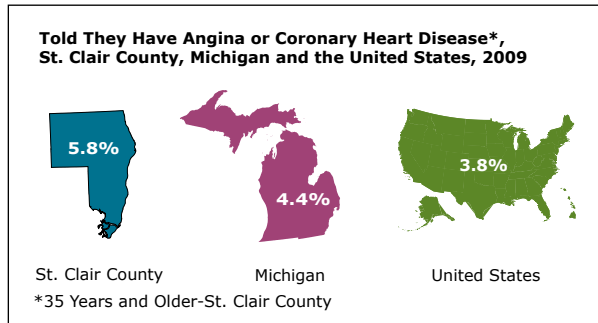 Told They Have Angina or Coronary Heart Disease*,
St. Clair County, Michigan and the United States, 2009
5.8%
4.4%
3.8%
St. Clair County
Michigan
United States
*35 Years and Older-St. Clair County